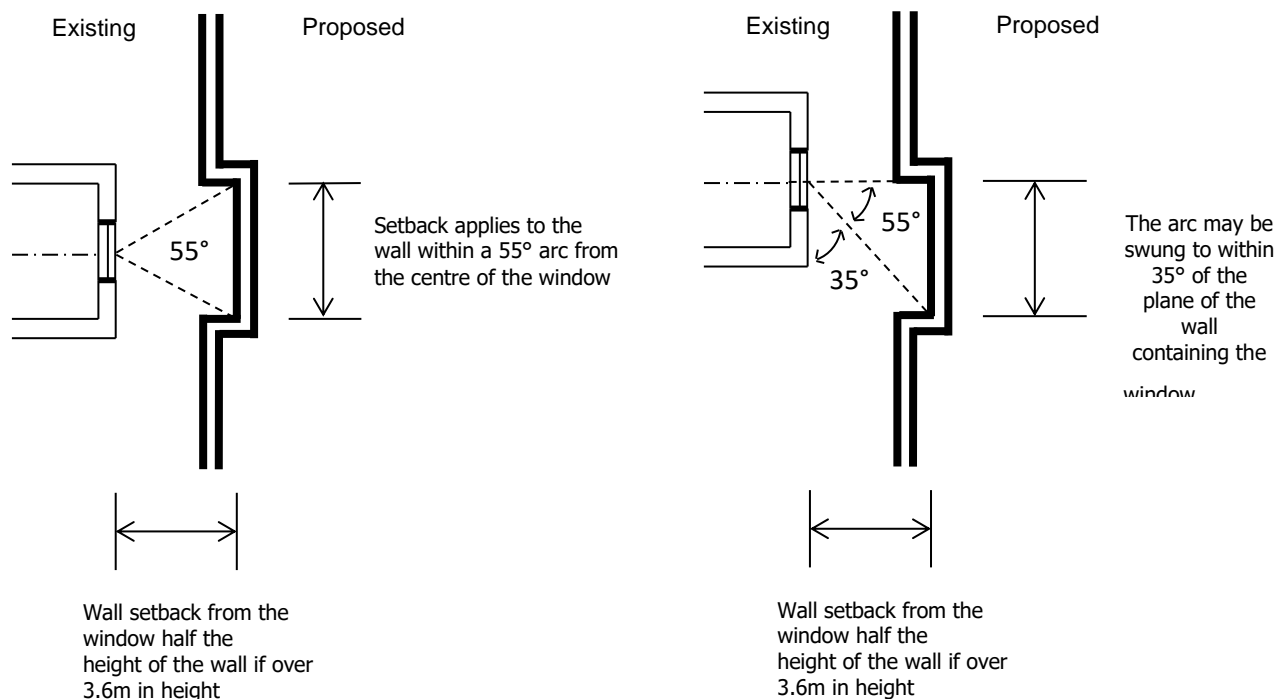 Existing
Proposed
55°
Setback applies to the
wall within a 55° arc from
the centre of the window
Wall setback from the
window half the
height of the wall if over
3.6m in height
Existing
Proposed
55°
35°
The arc may be
swung to within
35° of the
plane of the
wall
containing the
window
Wall setback from the
window half the
height of the wall if over
3.6m in height